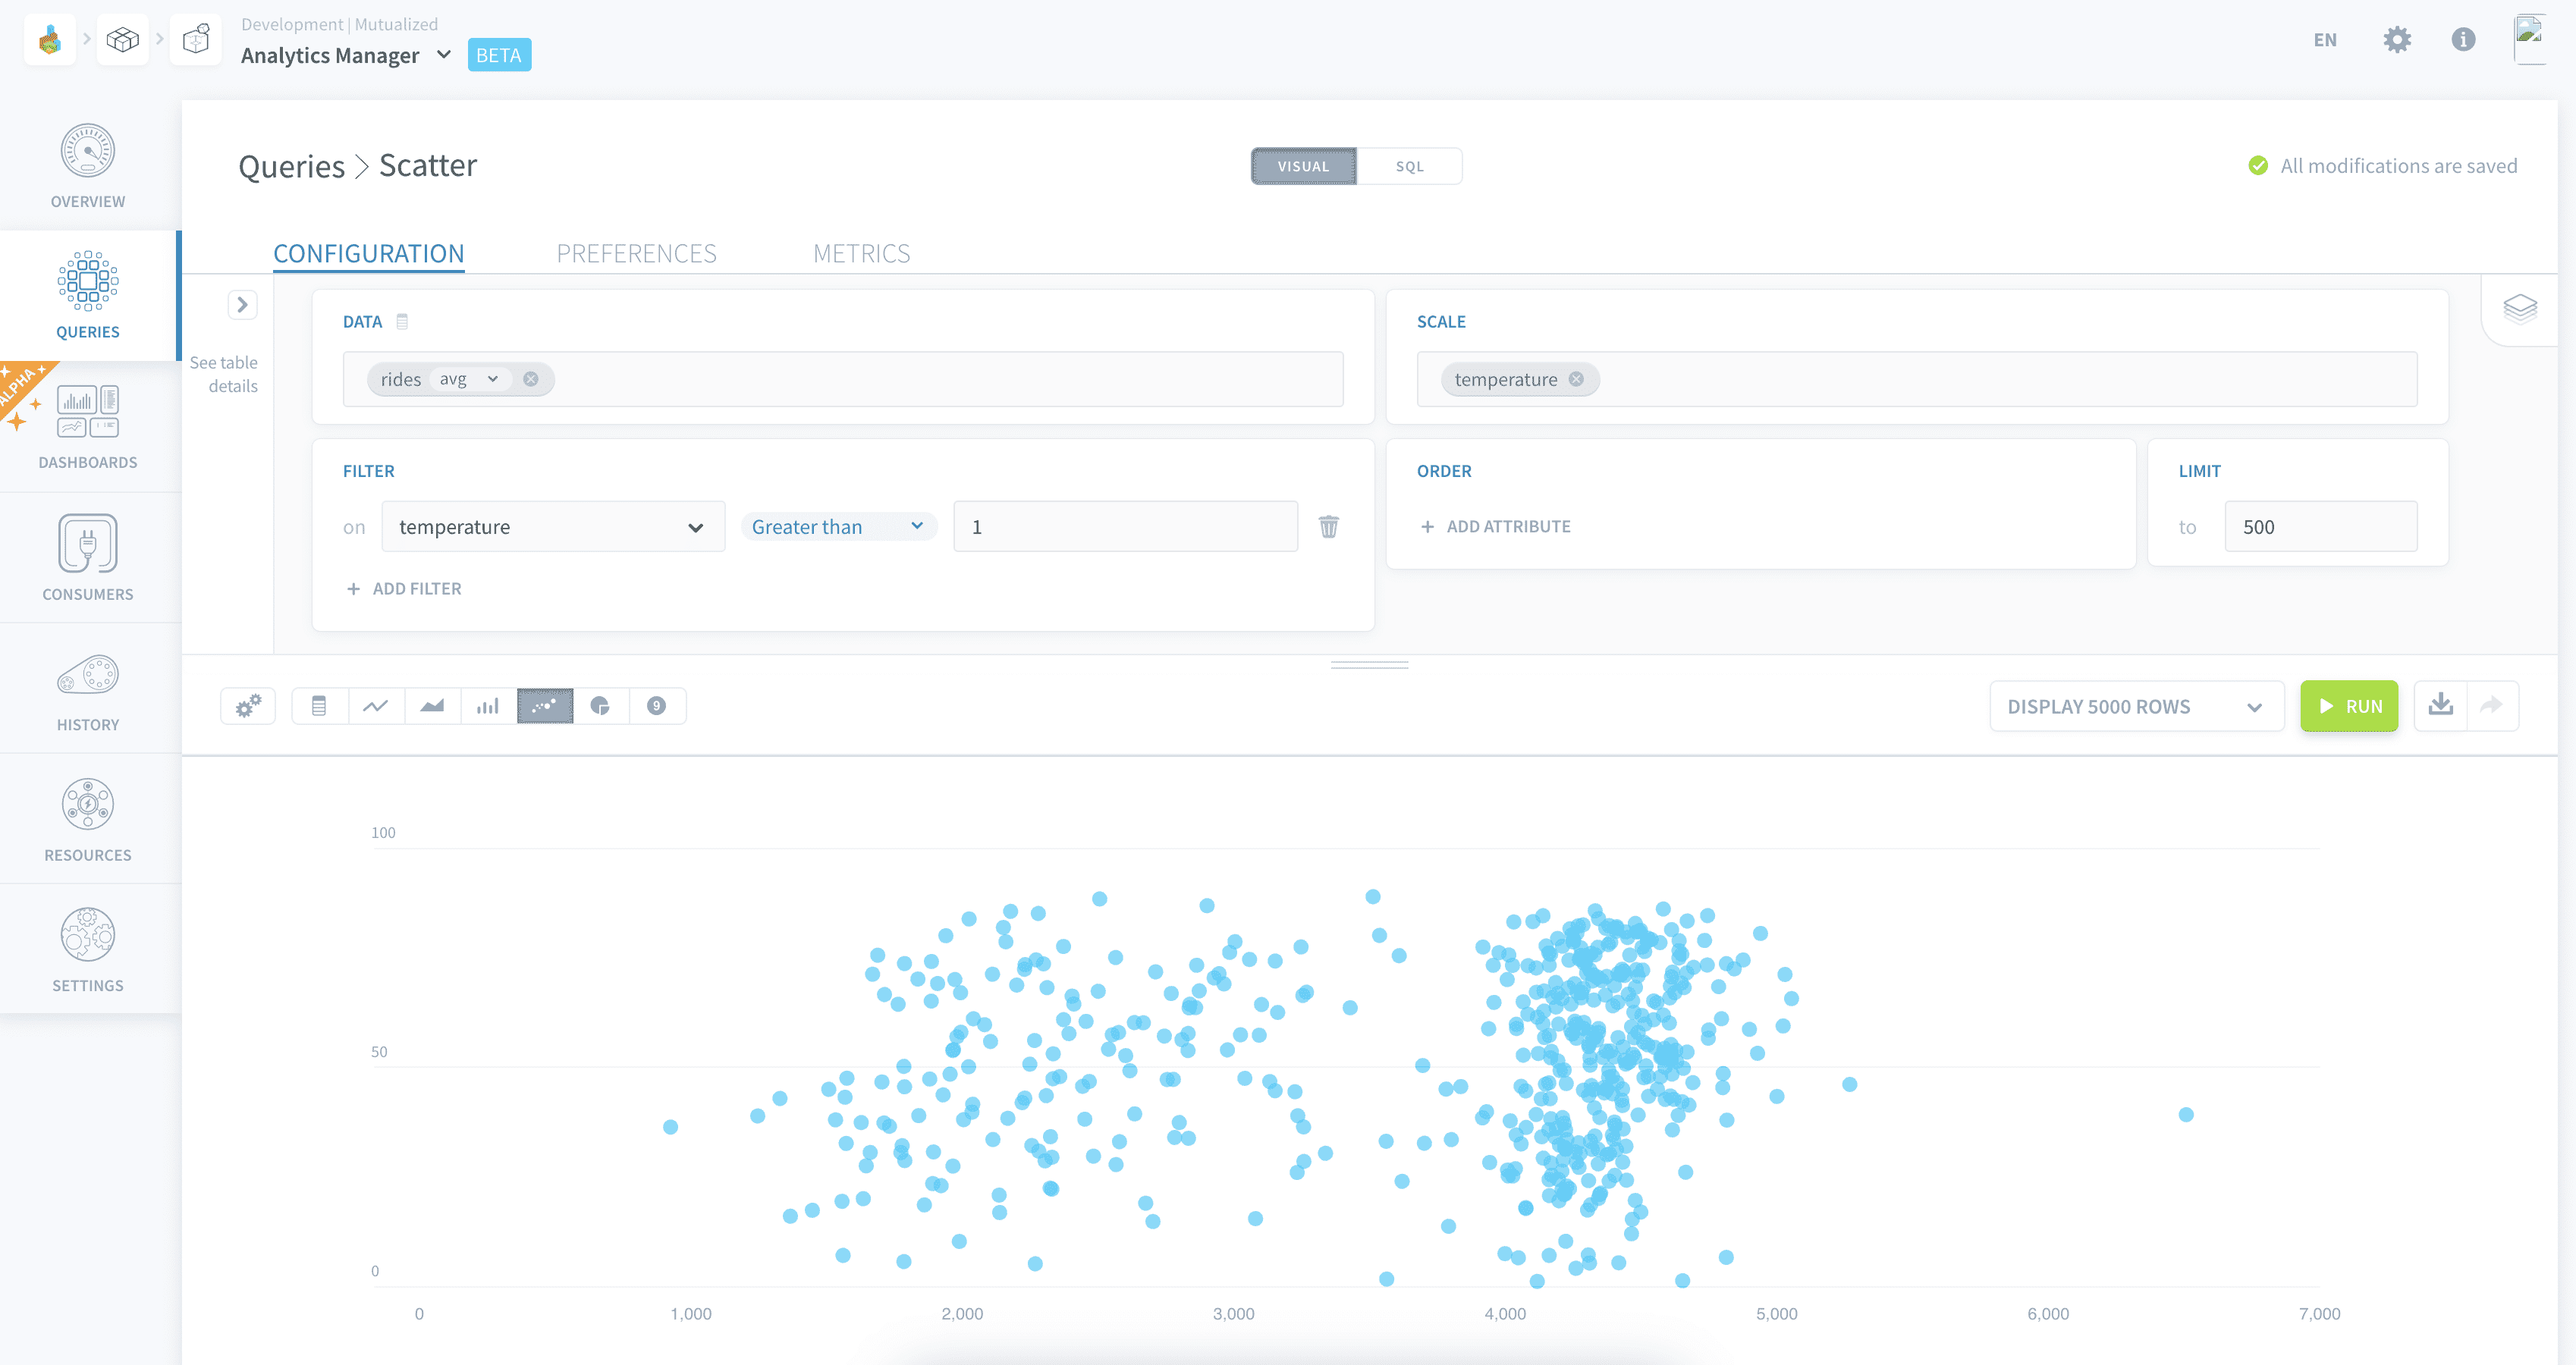 Development | Mutualized
Analytics Manager BETA
EN
OVERVIEW
QUERIES
ALPHA
DASHBOARDS
CONSUMERS
HISTORY
RESOURCES
SETTINGS
Queries > Scatter
VISUAL SQL
All modifications are saved
CONFIGURATION PREFERENCES METRICS
See table
details
DATA
rides avg
SCALE
temperature
FILTER
on temperature Greater than 1
+ ADD FILTER
ORDER
+ ADD ATTRIBUTE
LIMIT
to 500
9
DISPLAY 5000 ROWS
RUN
100
50
0
0 1,000 2,000 3,000 4,000 5,000 6,000 7,000